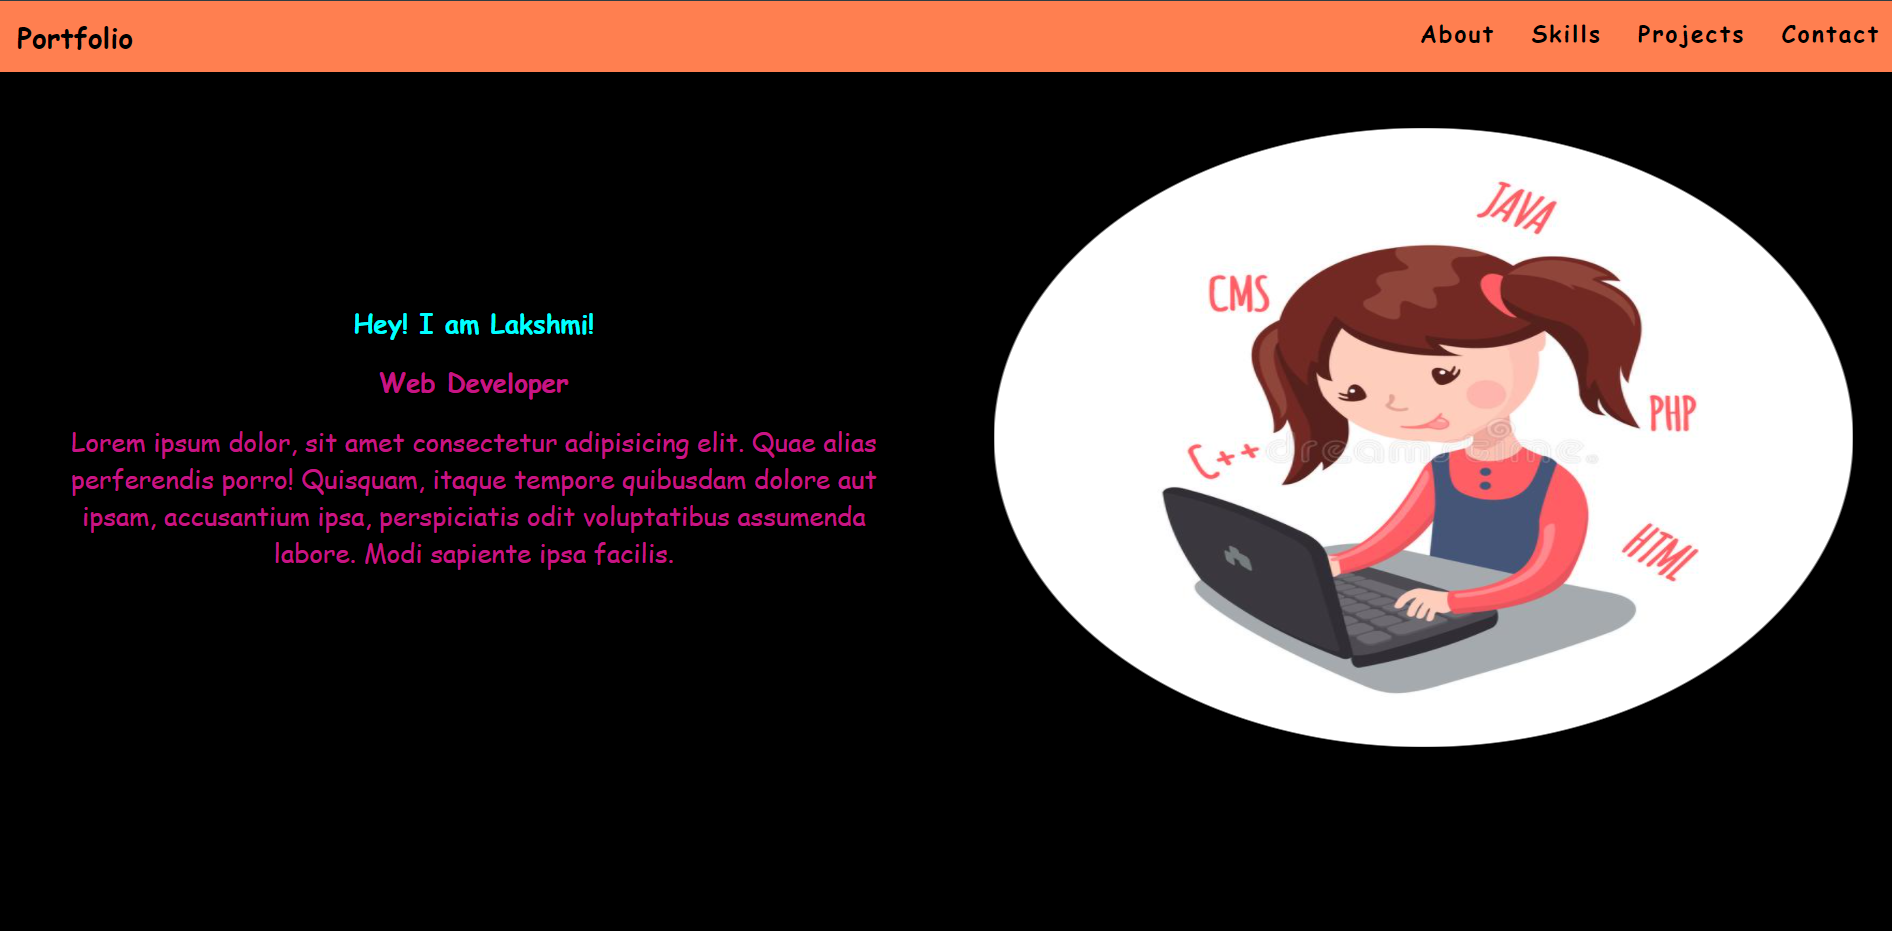 Portfolio
About Skills Projects Contact
Hey! I am Lakshmi!
Web Developer
Lorem ipsum dolor, sit amet consectetur adipisicing elit. Quae alias
perferendis porro! Quisquam, itaque tempore quibusdam dolore aut
ipsam, accusantium ipsa, perspiciatis odit voluptatibus assumenda
labore. Modi sapiente ipsa facilis.
JAVA
CMS
PHP
C++
dreamstime.
HTML